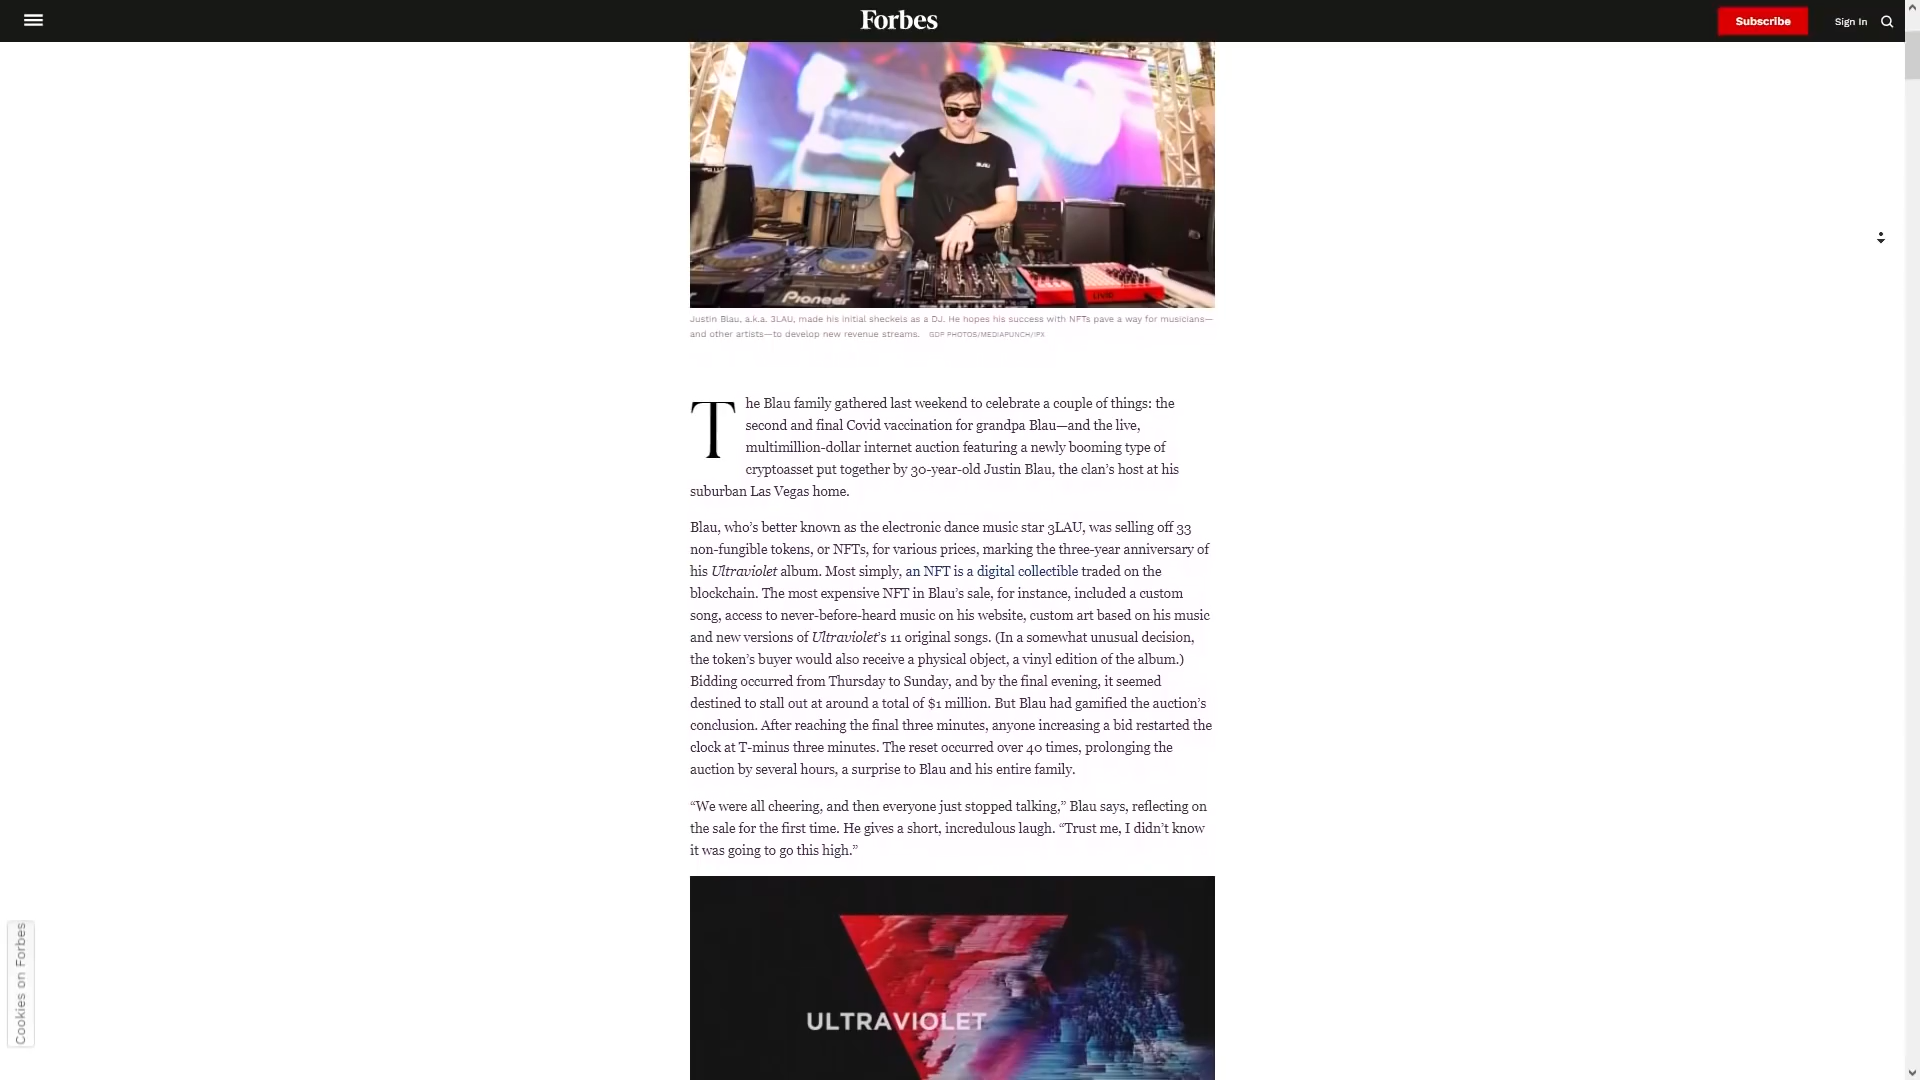 Forbes
Subscribe
Sign In
BLAU
Pioneer
Justin Blau, a.k.a. 3LAU, made his initial sheckels as a DJ. He hopes his success with NFTs pave a way for musicians—
and other artists—to develop new revenue streams. GDP PHOTOS/MEDIAPUNCH/IPX
The Blau family gathered last weekend to celebrate a couple of things: the
second and final Covid vaccination for grandpa Blau—and the live,
multimillion-dollar internet auction featuring a newly booming type of
cryptoasset put together by 30-year-old Justin Blau, the clan’s host at his
suburban Las Vegas home.
Blau, who’s better known as the electronic dance music star 3LAU, was selling off 33
non-fungible tokens, or NFTs, for various prices, marking the three-year anniversary of
his Ultraviolet album. Most simply, an NFT is a digital collectible traded on the
blockchain. The most expensive NFT in Blau’s sale, for instance, included a custom
song, access to never-before-heard music on his website, custom art based on his music
and new versions of Ultraviolet’s 11 original songs. (In a somewhat unusual decision,
the token’s buyer would also receive a physical object, a vinyl edition of the album.)
Bidding occurred from Thursday to Sunday, and by the final evening, it seemed
destined to stall out at around a total of $1 million. But Blau had gamified the auction’s
conclusion. After reaching the final three minutes, anyone increasing a bid restarted the
clock at T-minus three minutes. The reset occurred over 40 times, prolonging the
auction by several hours, a surprise to Blau and his entire family.
“We were all cheering, and then everyone just stopped talking,” Blau says, reflecting on
the sale for the first time. He gives a short, incredulous laugh. “Trust me, I didn’t know
it was going to go this high.”
ULTRAVIOLET
Cookies on Forbes